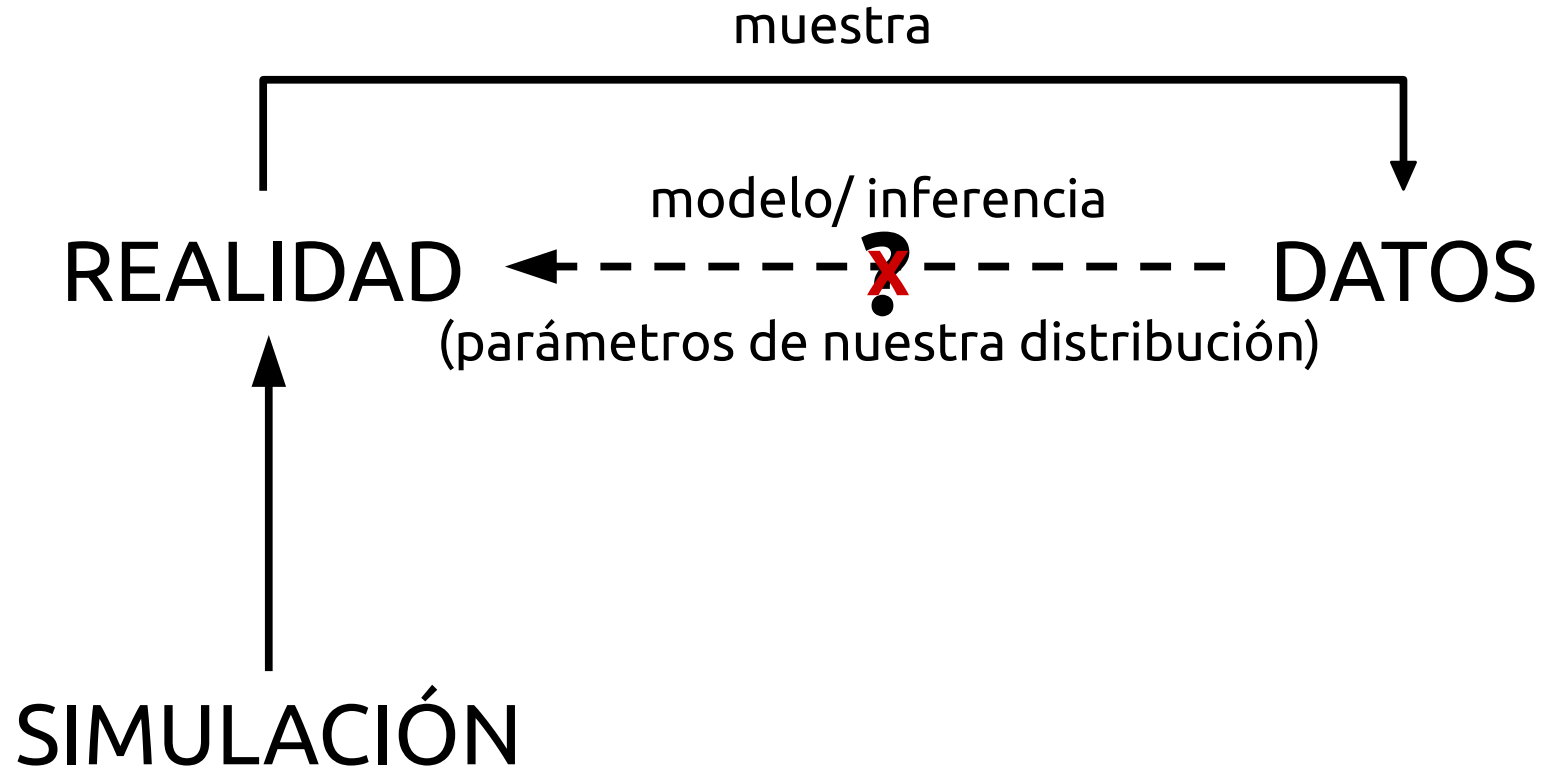 muestra
modelo/ inferencia
?
X
REALIDAD
DATOS
(parámetros de nuestra distribución)
SIMULACIÓN